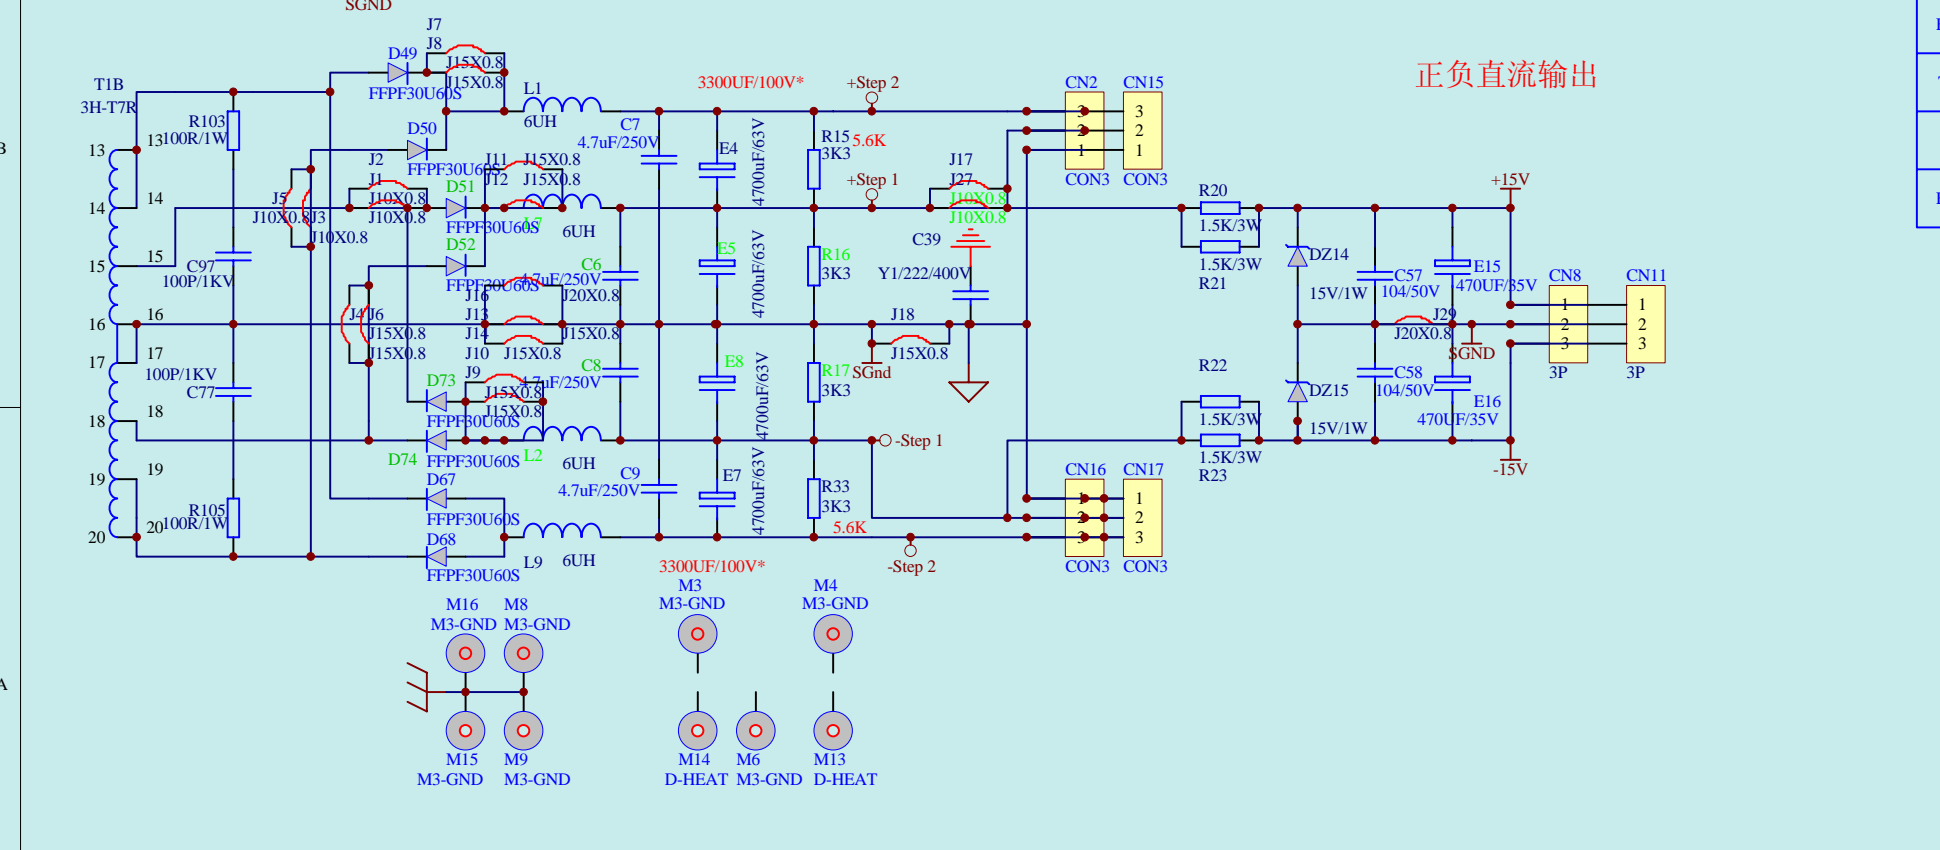 SGND
J7
J8
D49
J15X0.8
J15X0.8
FFPF30U60S
T1B
3H-T7R
L1
6UH
3300UF/100V*
+Step 2
CN2
CN15
正负直流输出
R103
100R/1W
D50
FFPF30U60S
C7
4.7uF/250V
E4
4700uF/63V
R15
5.6K
3K3
3
2
1
3
2
1
CON3
CON3
B
13
13
14
14
15
15
16
16
17
17
18
18
19
19
20
20
J2
J1
J10X0.8
J10X0.8
J11
J12
J15X0.8
J15X0.8
D51
FFPF30U60S
L7
6UH
+Step 1
J17
J27
J10X0.8
J10X0.8
R20
1.5K/3W
1.5K/3W
R21
+15V
J5
J10X0.8
J3
J10X0.8
C97
100P/1KV
D52
FFPF30U60S
C6
4.7uF/250V
J20X0.8
E5
4700uF/63V
R16
3K3
C39
Y1/222/400V
DZ14
15V/1W
C57
104/50V
E15
470UF/35V
CN8
CN11
1
2
3
1
2
3
3P
3P
J4
J6
J15X0.8
J15X0.8
J16
J13
J14
J10
J15X0.8
J15X0.8
J18
J15X0.8
SGnd
J29
J20X0.8
SGND
100P/1KV
C77
J9
D73
FFPF30U60S
J15X0.8
J15X0.8
C8
4.7uF/250V
E8
4700uF/63V
R17
3K3
R22
1.5K/3W
1.5K/3W
R23
DZ15
15V/1W
C58
104/50V
E16
470UF/35V
-15V
D74
FFPF30U60S
L2
6UH
-Step 1
D67
FFPF30U60S
C9
4.7uF/250V
E7
4700uF/63V
R33
3K3
5.6K
CN16
CN17
1
2
3
1
2
3
CON3
CON3
R105
100R/1W
D68
FFPF30U60S
L9
6UH
3300UF/100V*
-Step 2
M16
M3-GND
M8
M3-GND
M3
M3-GND
M4
M3-GND
A
M15
M3-GND
M9
M3-GND
M14
D-HEAT
M6
M3-GND
M13
D-HEAT